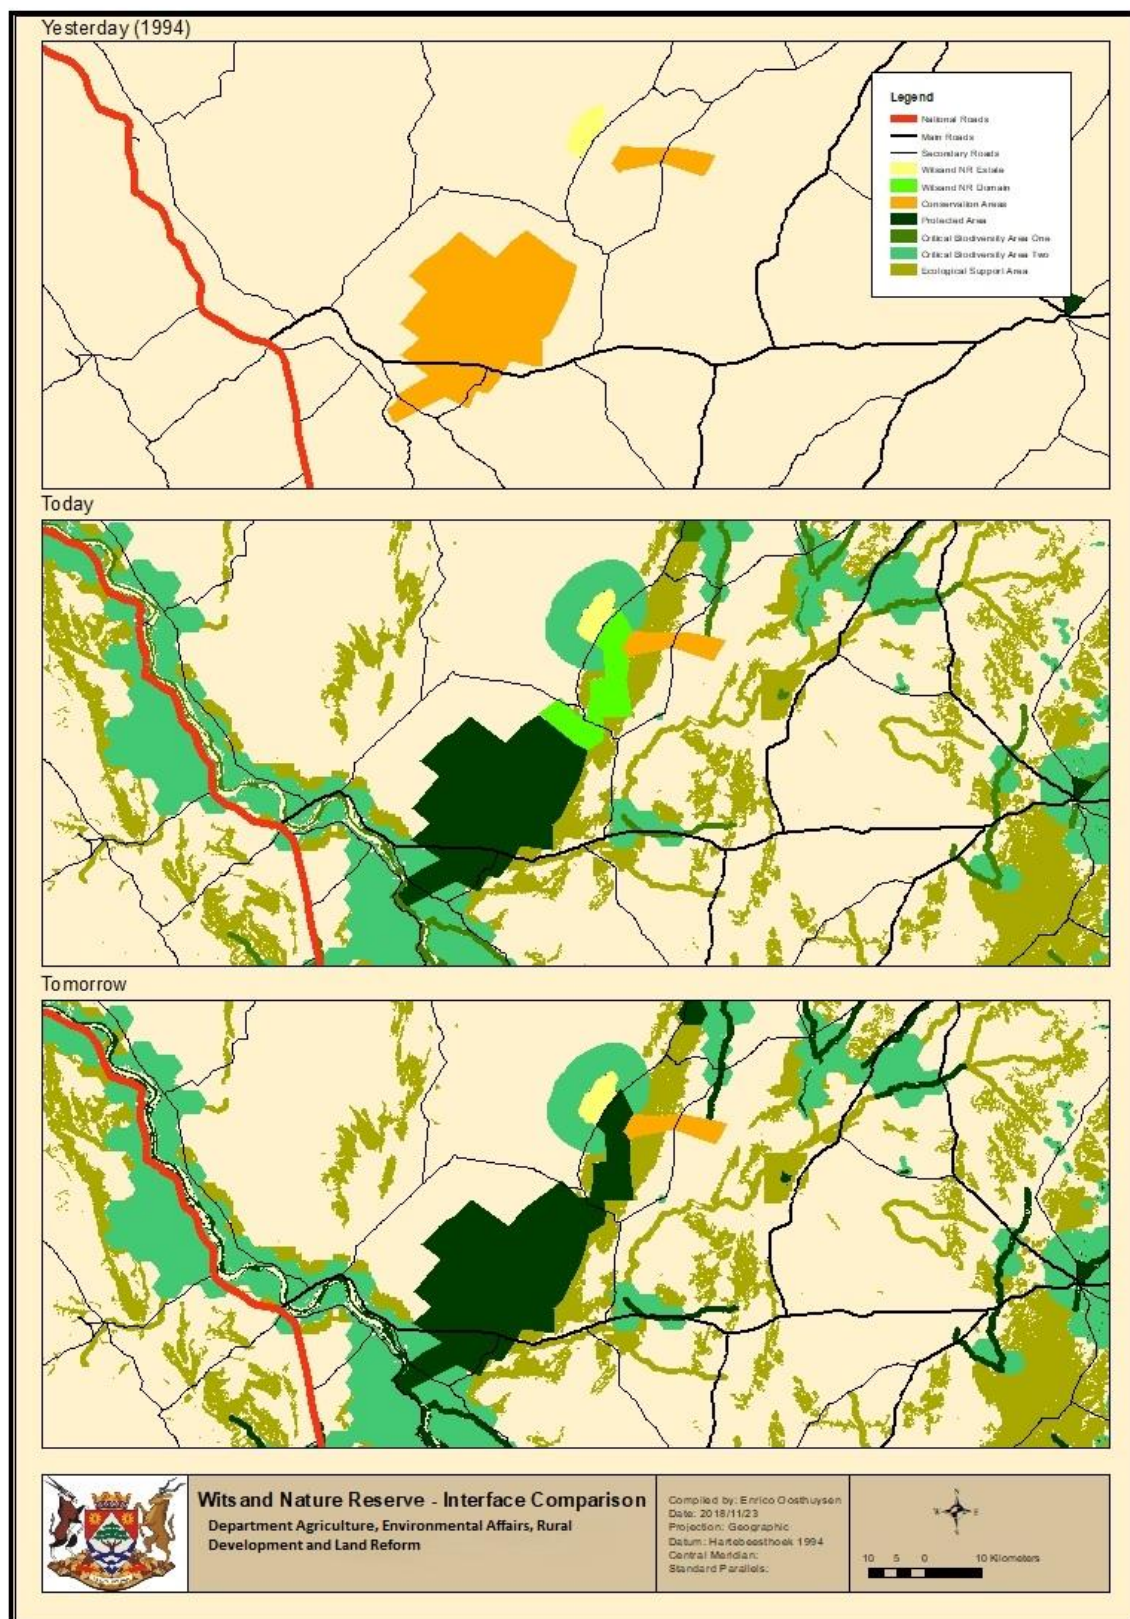 Yesterday (1994)
Legend
National Roads
Main Roads
Secondary Roads
Witsand NR Estate
Witsand NR Domain
Conservation Areas
Protected Area
Critical Biodiversity Area One
Critical Biodiversity Area Two
Ecological Support Area
Today
Tomorrow
Witsand Nature Reserve - Interface Comparison
Department Agriculture, Environmental Affairs, Rural
Development and Land Reform
Compiled by: Enrico Oosthuysen
Date: 2018/11/23
Projection: Geographic
Datum: Hartebeesthoek 1994
Central Meridian:
Standard Parallels:
N
W E
S
10 5 0 10 Kilometers